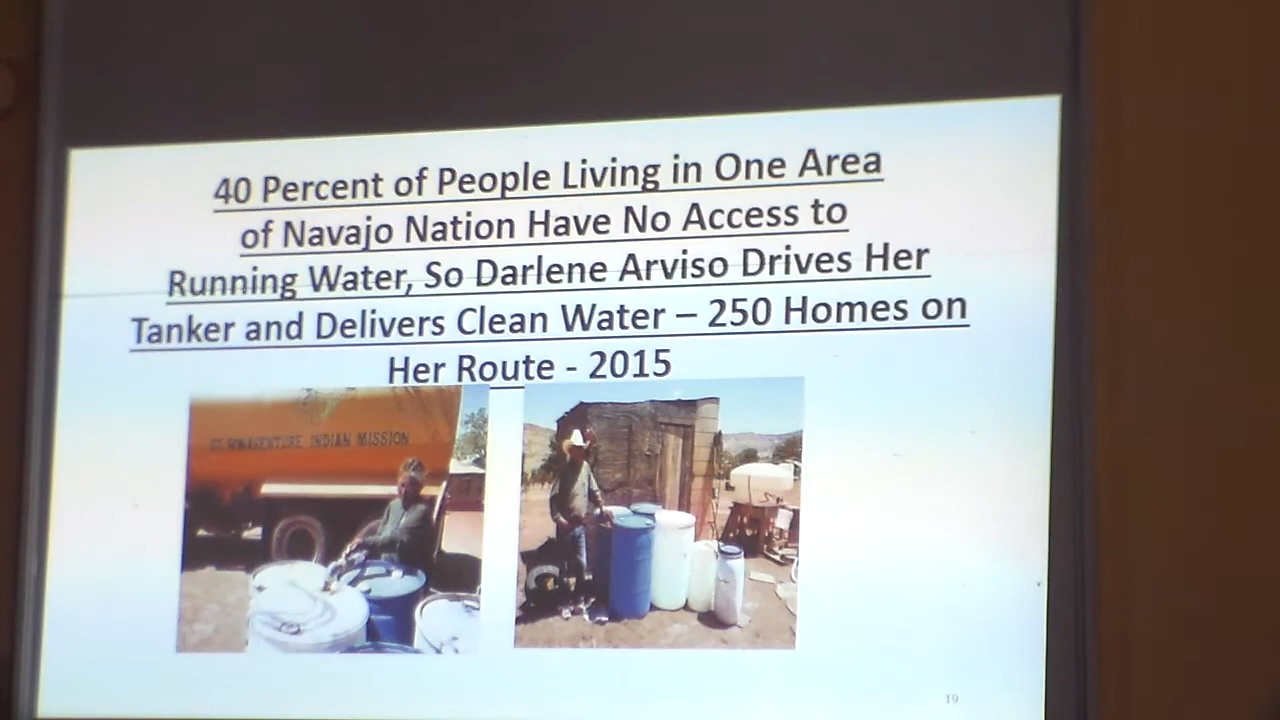 40 Percent of People Living in One Area
of Navajo Nation Have No Access to
Running Water, So Darlene Arviso Drives Her
Tanker and Delivers Clean Water – 250 Homes on
Her Route - 2015
ST. BONAVENTURE INDIAN MISSION
19